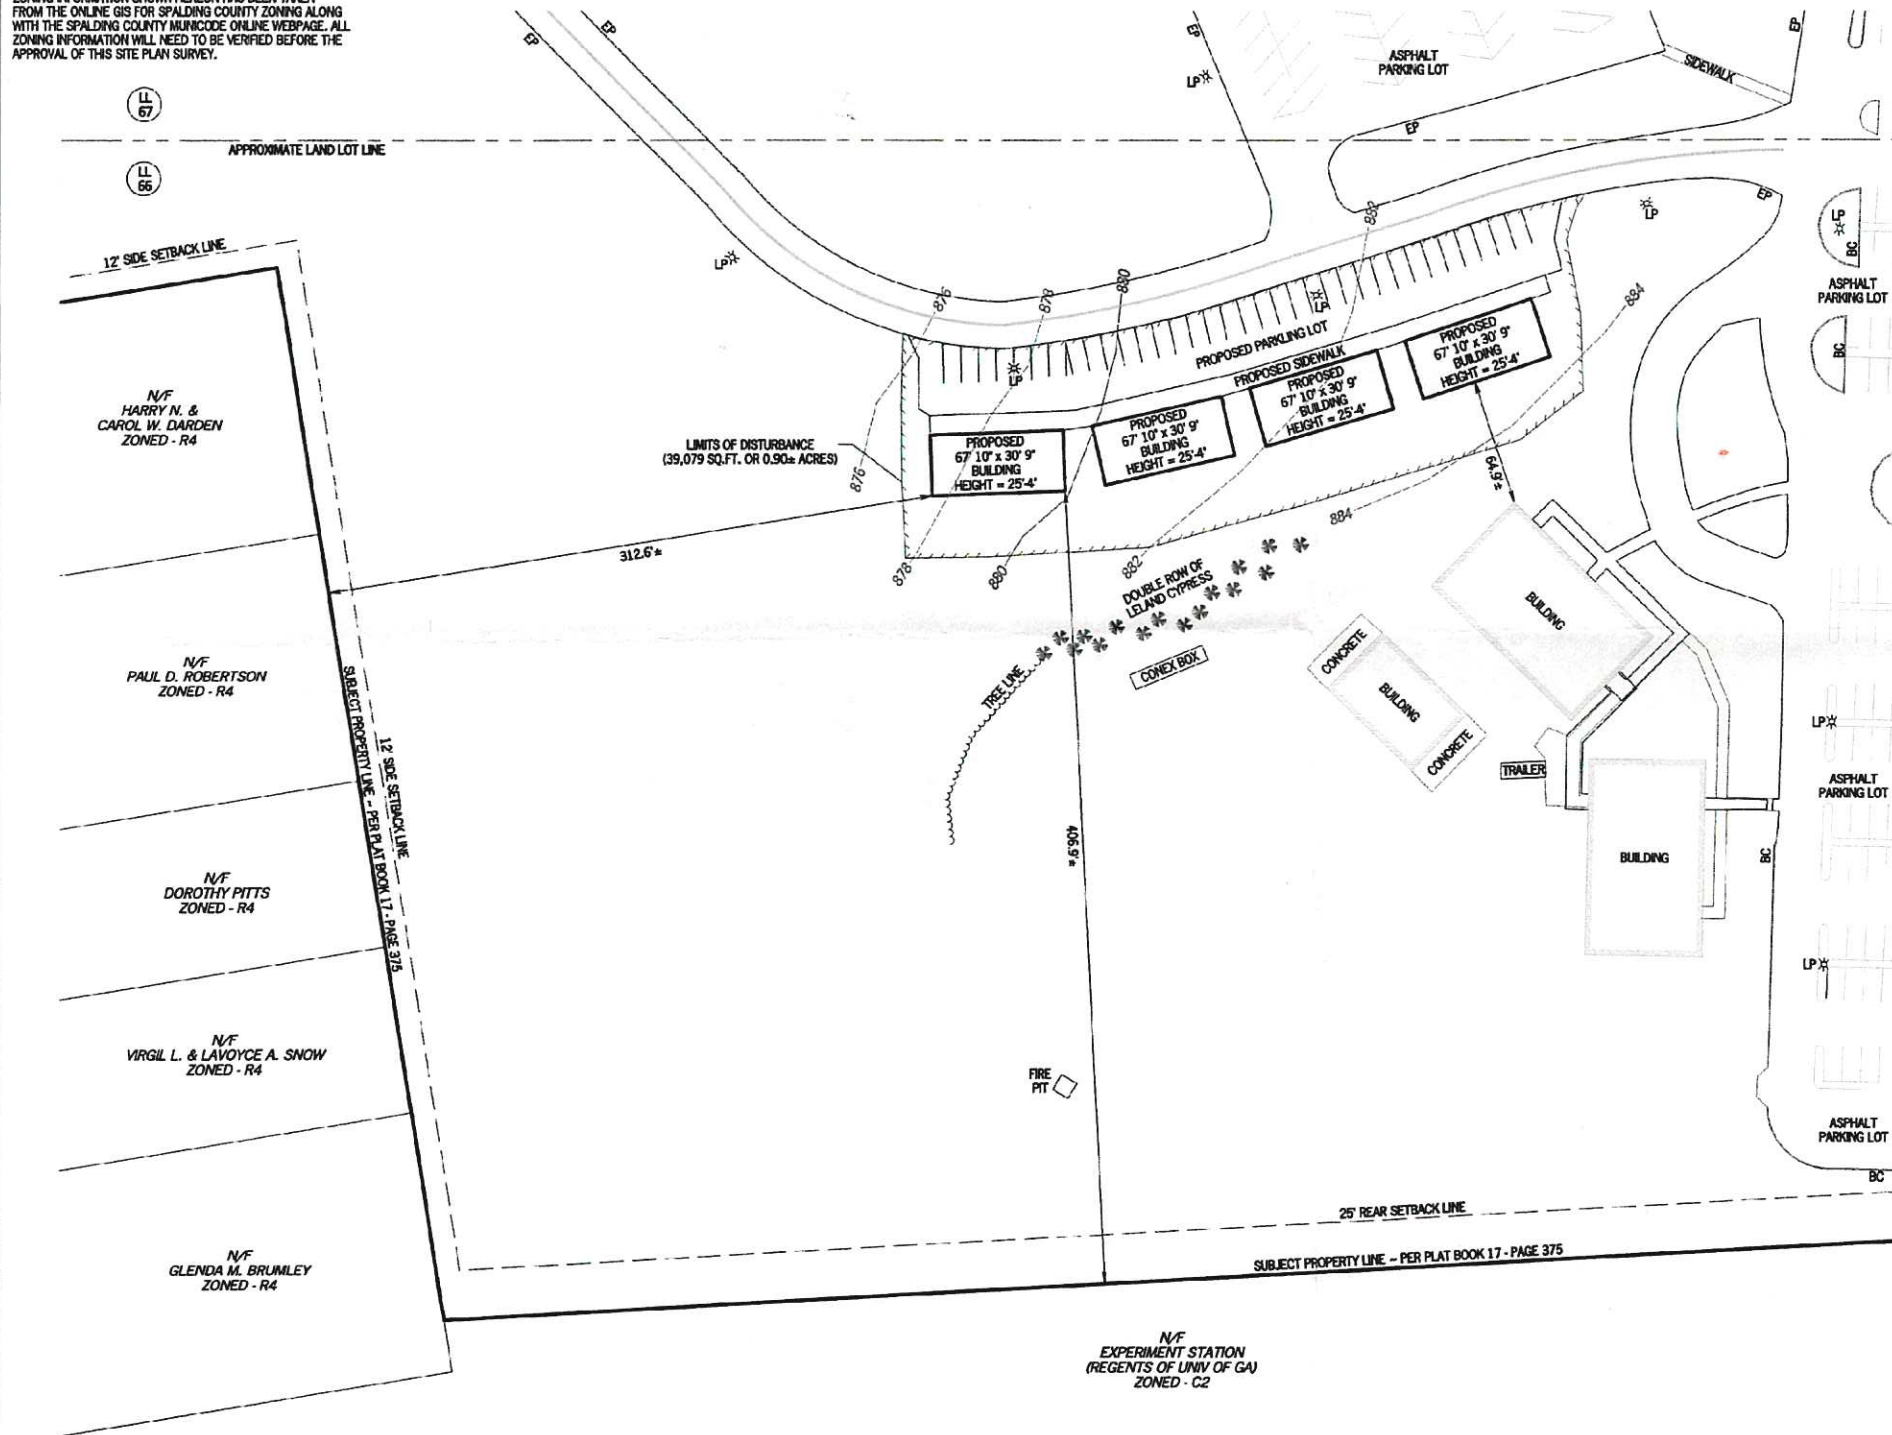 FROM THE ONLINE GIS FOR SPALDING COUNTY ZONING ALONG
WITH THE SPALDING COUNTY MUNICODE ONLINE WEBPAGE. ALL
ZONING INFORMATION WILL NEED TO BE VERIFIED BEFORE THE
APPROVAL OF THIS SITE PLAN SURVEY.
EP
EP
EP
EP
ASPHALT
PARKING LOT
SIDEWALK
LP
EP
LL
67
APPROXIMATE LAND LOT LINE
LL
66
EP
LP
LP
BC
882
12' SIDE SETBACK LINE
LP
880
878
876
LP
884
ASPHALT
PARKING LOT
BC
PROPOSED PARKLING LOT
PROPOSED SIDEWALK
LP
PROPOSED
67' 10" x 30' 9"
BUILDING
HEIGHT = 25'-4"
PROPOSED
67' 10" x 30' 9"
BUILDING
HEIGHT = 25'-4"
PROPOSED
67' 10" x 30' 9"
BUILDING
HEIGHT = 25'-4"
PROPOSED
67' 10" x 30' 9"
BUILDING
HEIGHT = 25'-4"
N/F
HARRY N. &
CAROL W. DARDEN
ZONED - R4
LIMITS OF DISTURBANCE
(39,079 SQ.FT. OR 0.90± ACRES)
876
64.9'±
884
312.6'±
878
880
882
DOUBLE ROW OF
LELAND CYPRESS
BUILDING
CONCRETE
CONEX BOX
TREE LINE
BUILDING
CONCRETE
TRAILER
LP
N/F
PAUL D. ROBERTSON
ZONED - R4
SUBJECT PROPERTY LINE ~ PER PLAT BOOK 17 - PAGE 375
12' SIDE SETBACK LINE
ASPHALT
PARKING LOT
406.9'±
BUILDING
BC
N/F
DOROTHY PITTS
ZONED - R4
LP
N/F
VIRGIL L. & LAVOYCE A. SNOW
ZONED - R4
FIRE
PIT
ASPHALT
PARKING LOT
BC
25' REAR SETBACK LINE
SUBJECT PROPERTY LINE ~ PER PLAT BOOK 17 - PAGE 375
N/F
GLENDA M. BRUMLEY
ZONED - R4
N/F
EXPERIMENT STATION
(REGENTS OF UNIV OF GA)
ZONED - C2